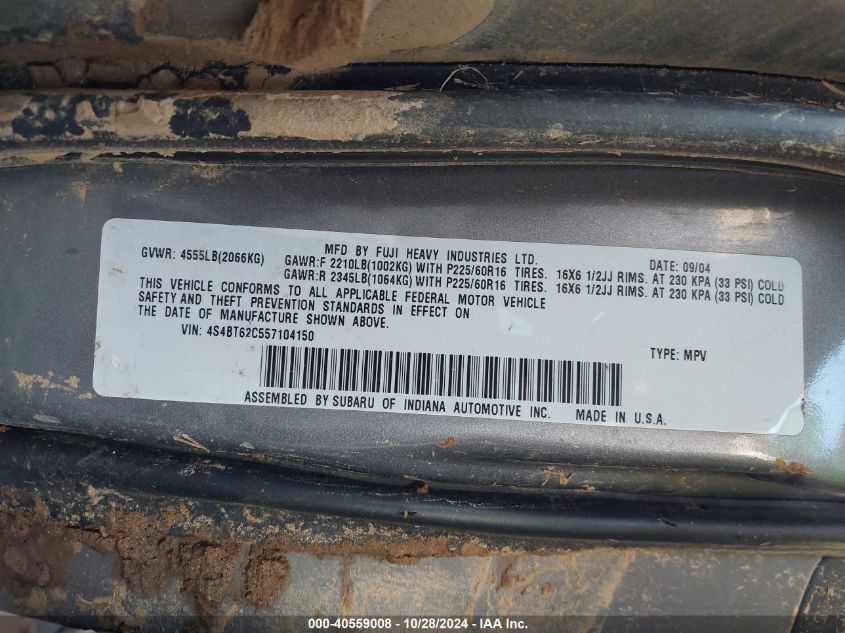 MFD BY FUJI HEAVY INDUSTRIES LTD. DATE: 09/04
GVWR: 4555LB(2066KG) GAWR:F 2210LB(1002KG) WITH P225/60R16 TIRES. 16X6 1/2JJ RIMS. AT 230 KPA (33 PSI) COLD
GAWR:R 2345LB(1064KG) WITH P225/60R16 TIRES. 16X6 1/2JJ RIMS. AT 230 KPA (33 PSI) COLD
THIS VEHICLE CONFORMS TO ALL APPLICABLE FEDERAL MOTOR VEHICLE
SAFETY AND THEFT PREVENTION STANDARDS IN EFFECT ON
THE DATE OF MANUFACTURE SHOWN ABOVE.
VIN: 4S4BT62C557104150 TYPE: MPV
ASSEMBLED BY SUBARU OF INDIANA AUTOMOTIVE INC. MADE IN U.S.A.
000-40559008 - 10/28/2024 - IAA Inc.